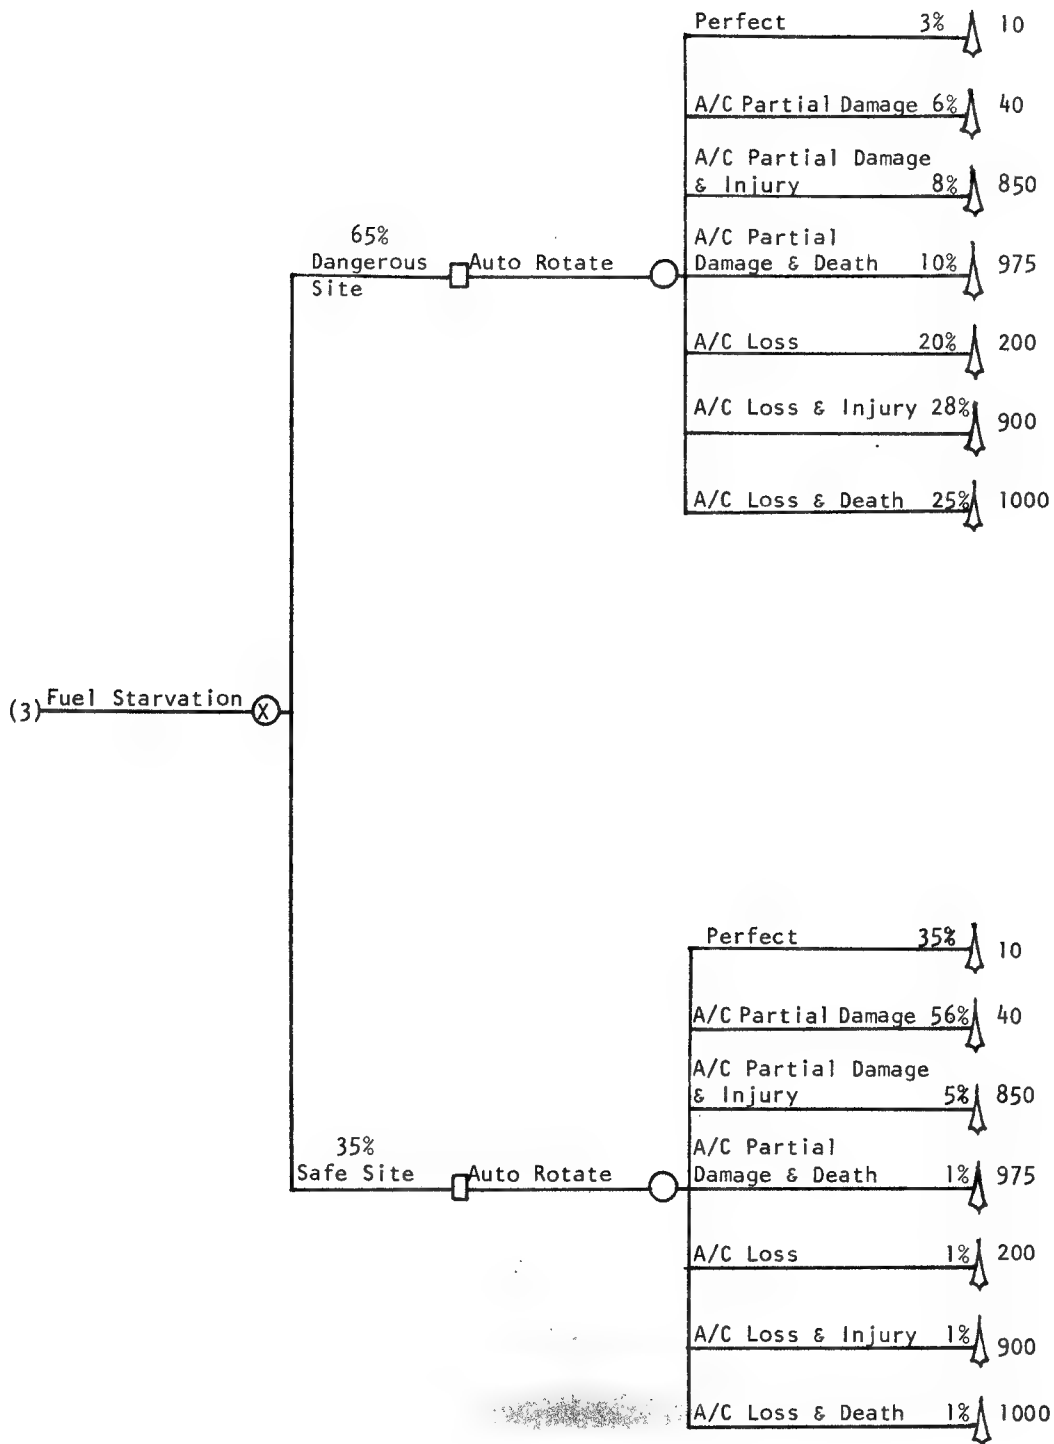 Perfect 3% 10
A/C Partial Damage 6% 40
A/C Partial Damage
& Injury 8% 850
A/C Partial
Damage & Death 10% 975
A/C Loss 20% 200
A/C Loss & Injury 28% 900
A/C Loss & Death 25% 1000
65%
Dangerous
Site
Auto Rotate
(3) Fuel Starvation X
35%
Safe Site
Auto Rotate
Perfect 35% 10
A/C Partial Damage 56% 40
A/C Partial Damage
& Injury 5% 850
A/C Partial
Damage & Death 1% 975
A/C Loss 1% 200
A/C Loss & Injury 1% 900
A/C Loss & Death 1% 1000